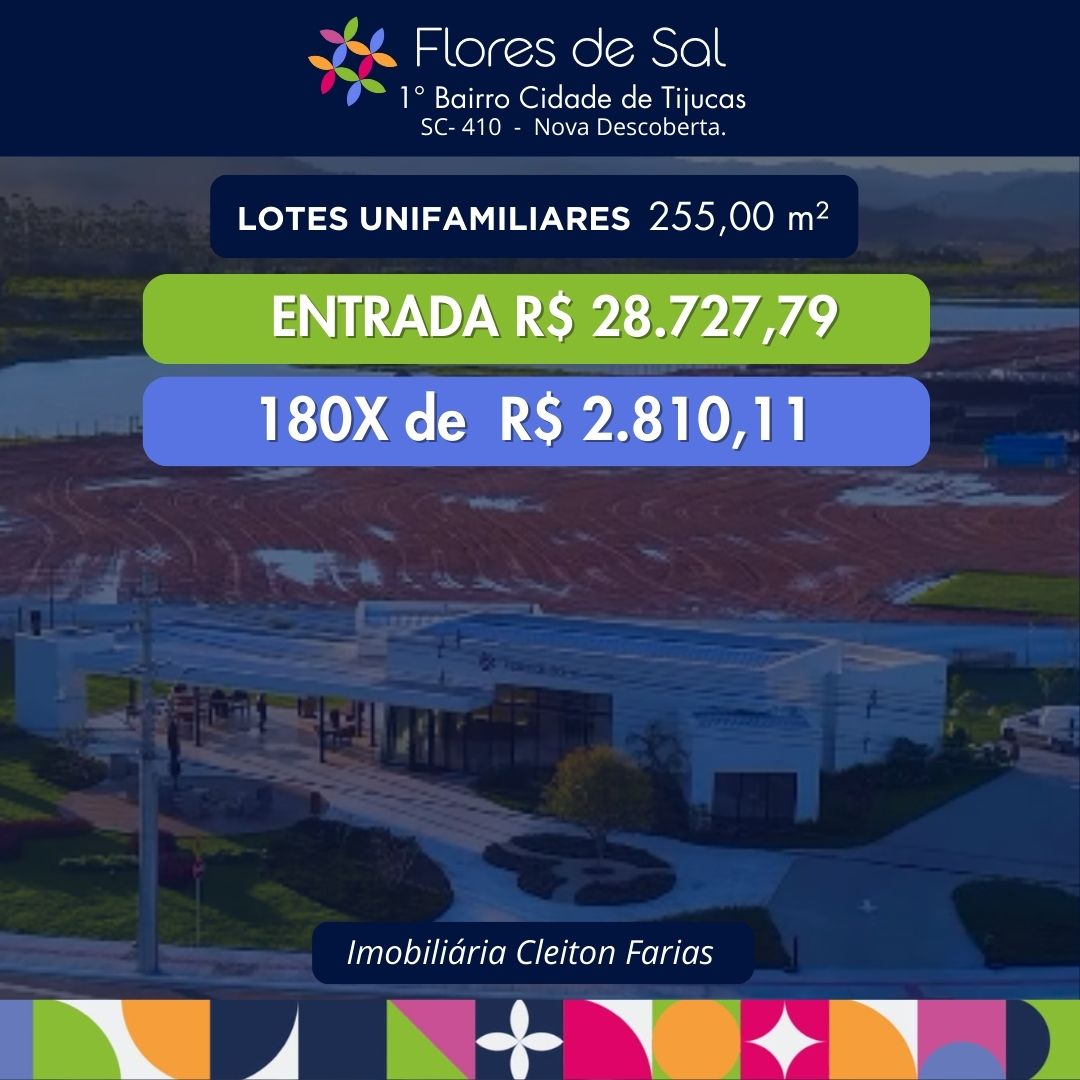 Flores de Sal
1° Bairro Cidade de Tijucas
SC- 410 - Nova Descoberta.
LOTES UNIFAMILIARES 255,00 m²
ENTRADA R$ 28.727,79
180X de R$ 2.810,11
Imobiliária Cleiton Farias